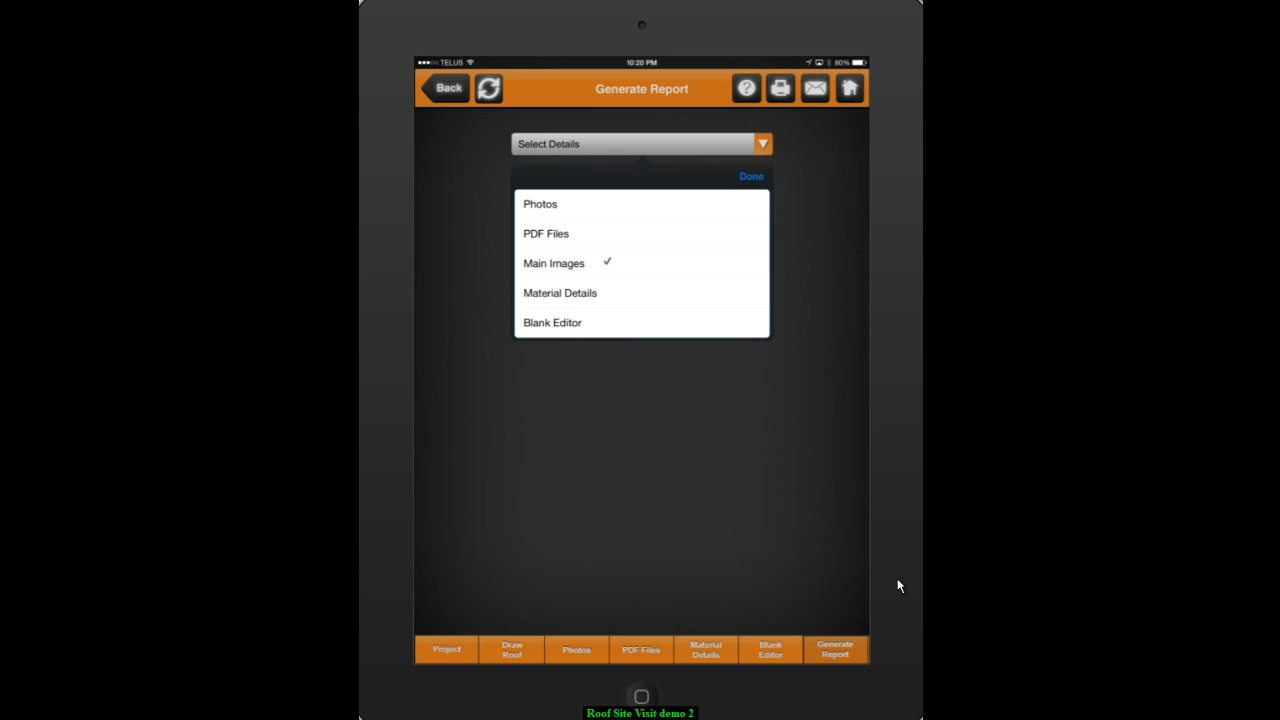 TELUS
10:20 PM
80%
Back
Generate Report
?
Select Details
Done
Photos
PDF Files
Main Images
Material Details
Blank Editor
Project
Draw
Roof
Photos
PDF Files
Material
Details
Blank
Editor
Generate
Report
Roof Site Visit demo 2